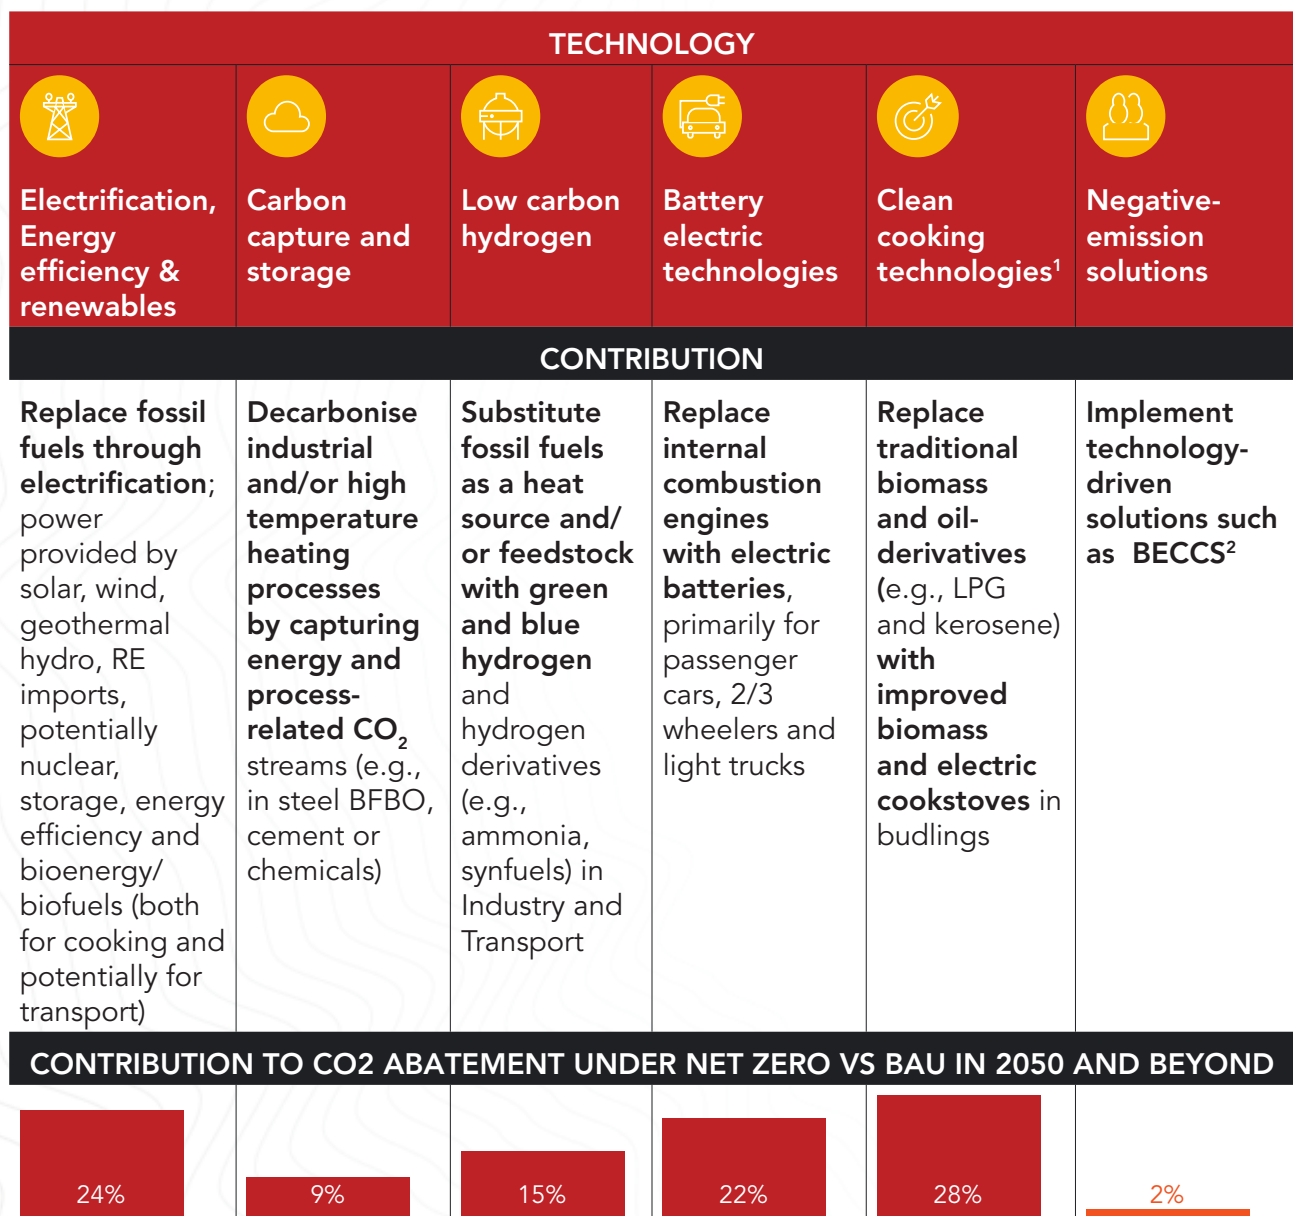 TECHNOLOGY
Electrification,
Energy
efficiency &
renewables
Carbon
capture and
storage
Low carbon
hydrogen
Battery
electric
technologies
Clean
cooking
technologies¹
Negative-
emission
solutions
CONTRIBUTION
Replace fossil
fuels through
electrification;
power
provided by
solar, wind,
geothermal
hydro, RE
imports,
potentially
nuclear,
storage, energy
efficiency and
bioenergy/
biofuels (both
for cooking and
potentially for
transport)
Decarbonise
industrial
and/or high
temperature
heating
processes
by capturing
energy and
process-
related CO₂
streams (e.g.,
in steel BFBO,
cement or
chemicals)
Substitute
fossil fuels
as a heat
source and/
or feedstock
with green
and blue
hydrogen
and
hydrogen
derivatives
(e.g.,
ammonia,
synfuels) in
Industry and
Transport
Replace
internal
combustion
engines
with electric
batteries,
primarily for
passenger
cars, 2/3
wheelers and
light trucks
Replace
traditional
biomass
and oil-
derivatives
(e.g., LPG
and kerosene)
with
improved
biomass
and electric
cookstoves in
budlings
Implement
technology-
driven
solutions such
as BECCS²
CONTRIBUTION TO CO2 ABATEMENT UNDER NET ZERO VS BAU IN 2050 AND BEYOND
24%
9%
15%
22%
28%
2%